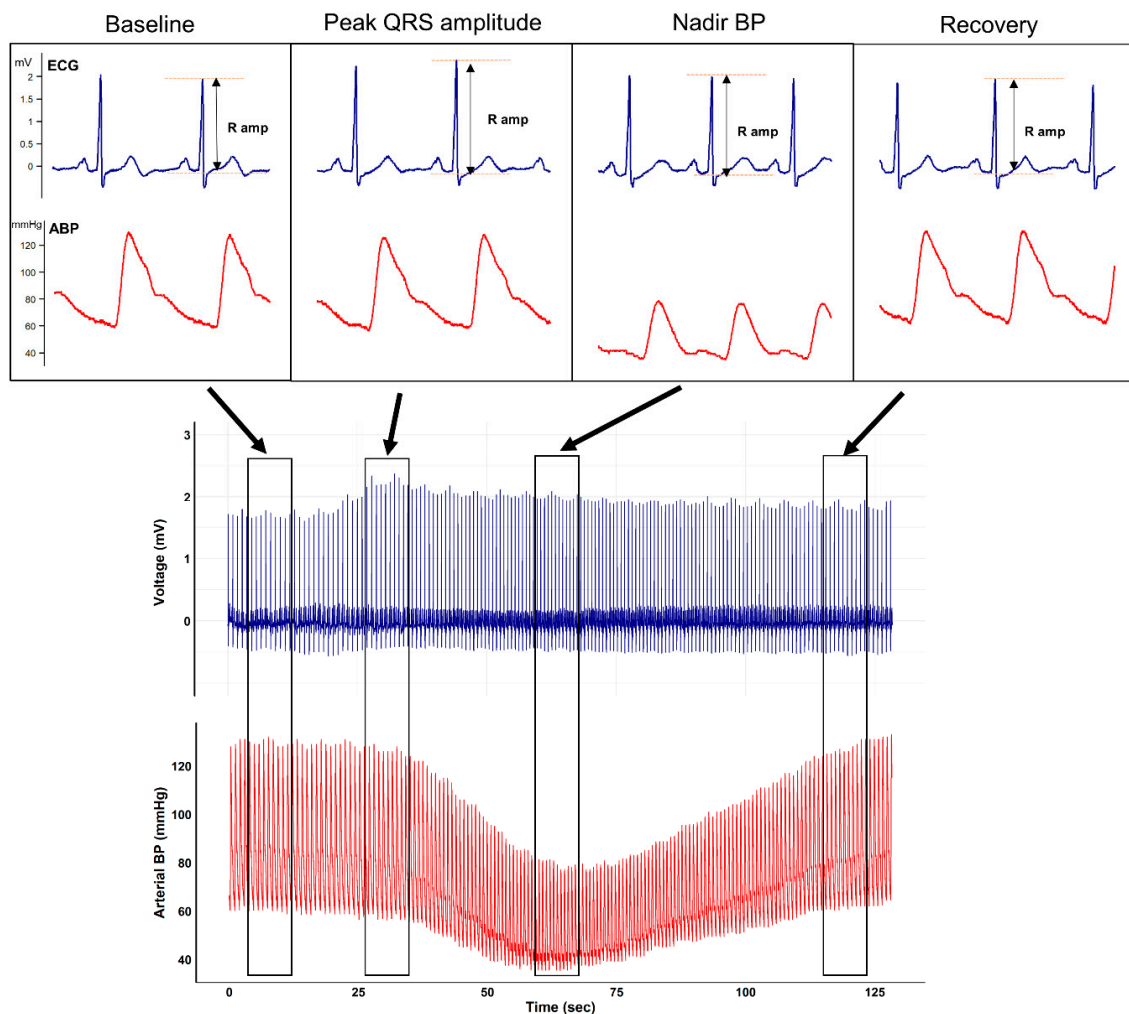 Baseline
Peak QRS amplitude
Nadir BP
Recovery
mV
ECG
2
1.5
1
0.5
0
R amp
R amp
R amp
R amp
mmHg
ABP
120
100
80
60
40
3
2
1
0
Voltage (mV)
120
100
80
60
40
Arterial BP (mmHg)
0
25
50
75
100
125
Time (sec)